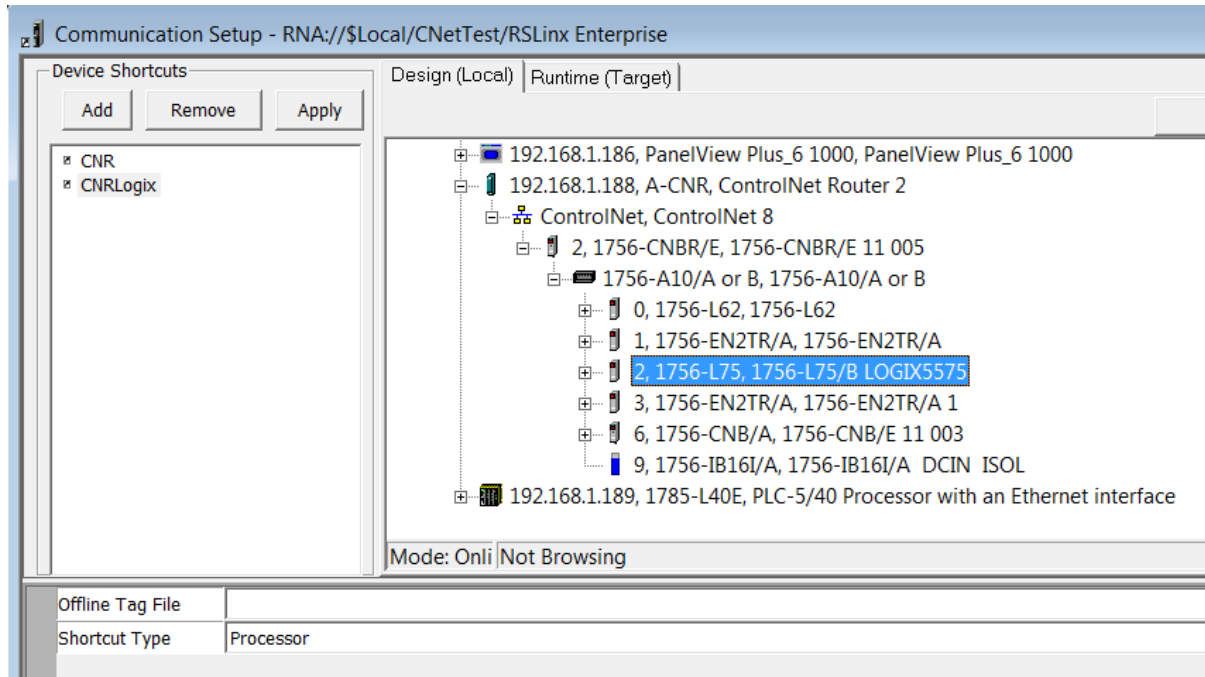 Communication Setup - RNA://$Local/CNetTest/RSLinx Enterprise
Device Shortcuts
Add Remove Apply
CNR
CNRLogix
Design (Local) Runtime (Target)
192.168.1.186, PanelView Plus_6 1000, PanelView Plus_6 1000
192.168.1.188, A-CNR, ControlNet Router 2
ControlNet, ControlNet 8
2, 1756-CNBR/E, 1756-CNBR/E 11 005
1756-A10/A or B, 1756-A10/A or B
0, 1756-L62, 1756-L62
1, 1756-EN2TR/A, 1756-EN2TR/A
2, 1756-L75, 1756-L75/B LOGIX5575
3, 1756-EN2TR/A, 1756-EN2TR/A 1
6, 1756-CNB/A, 1756-CNB/E 11 003
9, 1756-IB16I/A, 1756-IB16I/A DCIN ISOL
192.168.1.189, 1785-L40E, PLC-5/40 Processor with an Ethernet interface
Mode: Onli Not Browsing
Offline Tag File
Shortcut Type Processor